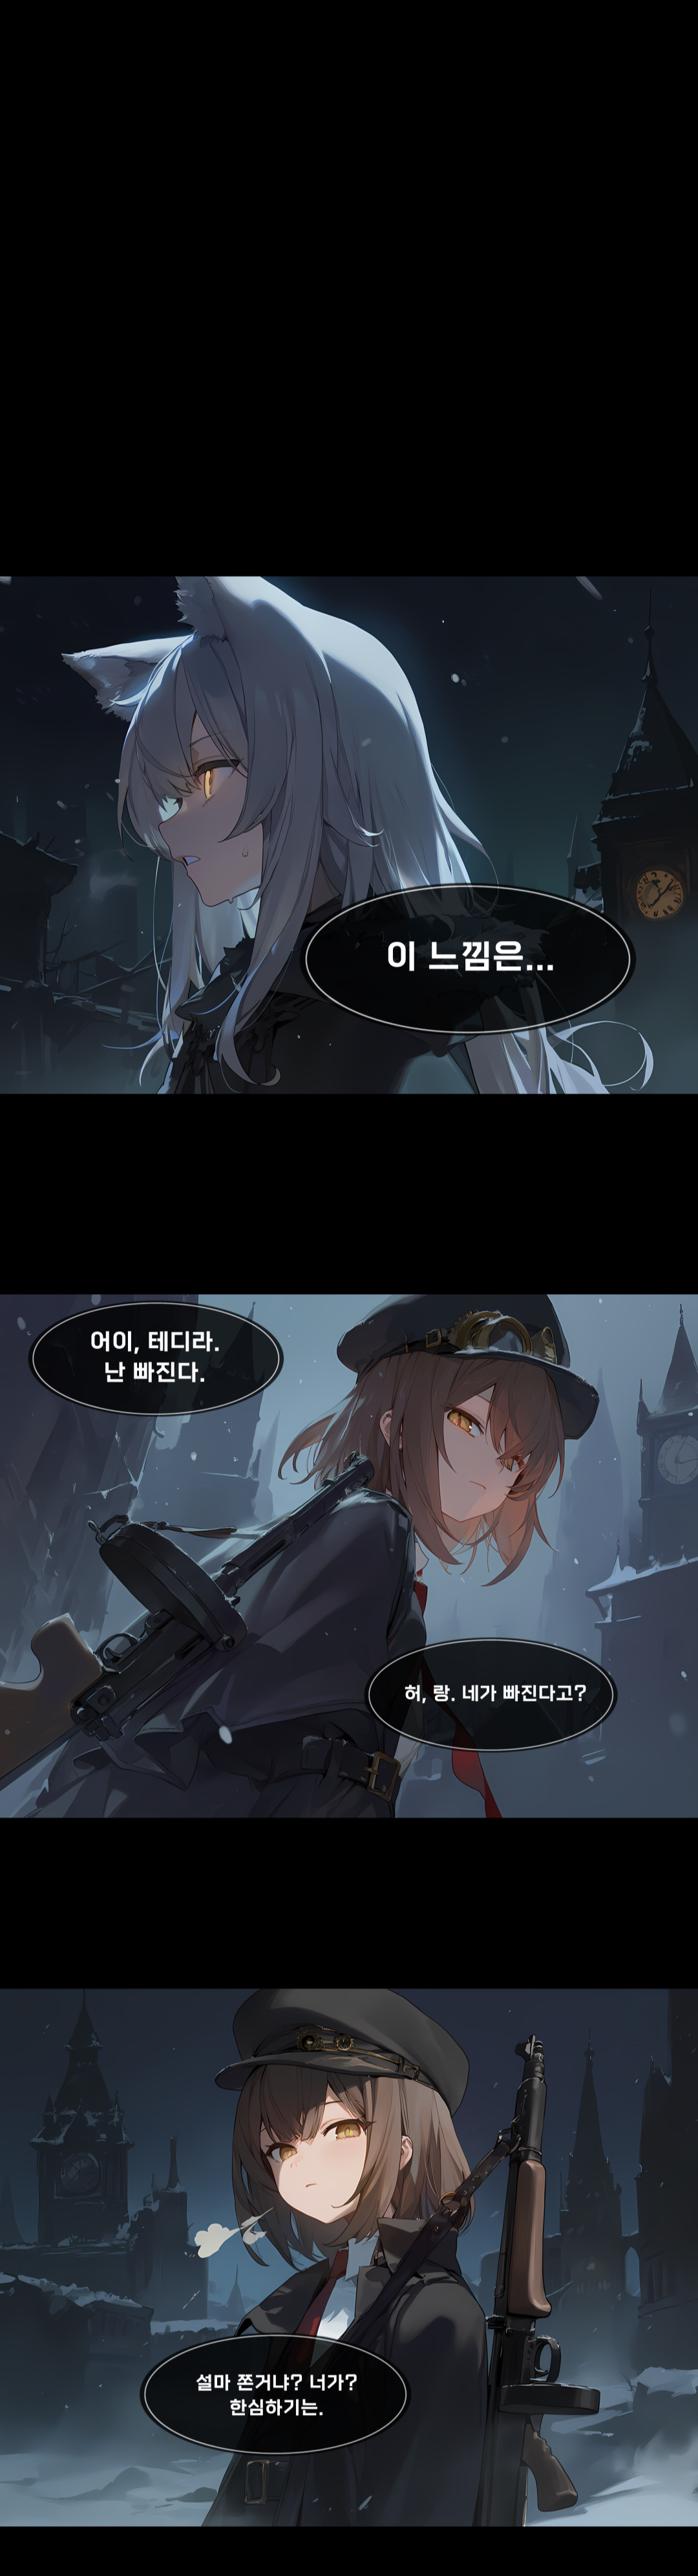 이 느낌은...
어이, 테디라.
난 빠진다.
허, 랑. 네가 빠진다고?
설마 쫀거냐? 너가?
한심하기는.